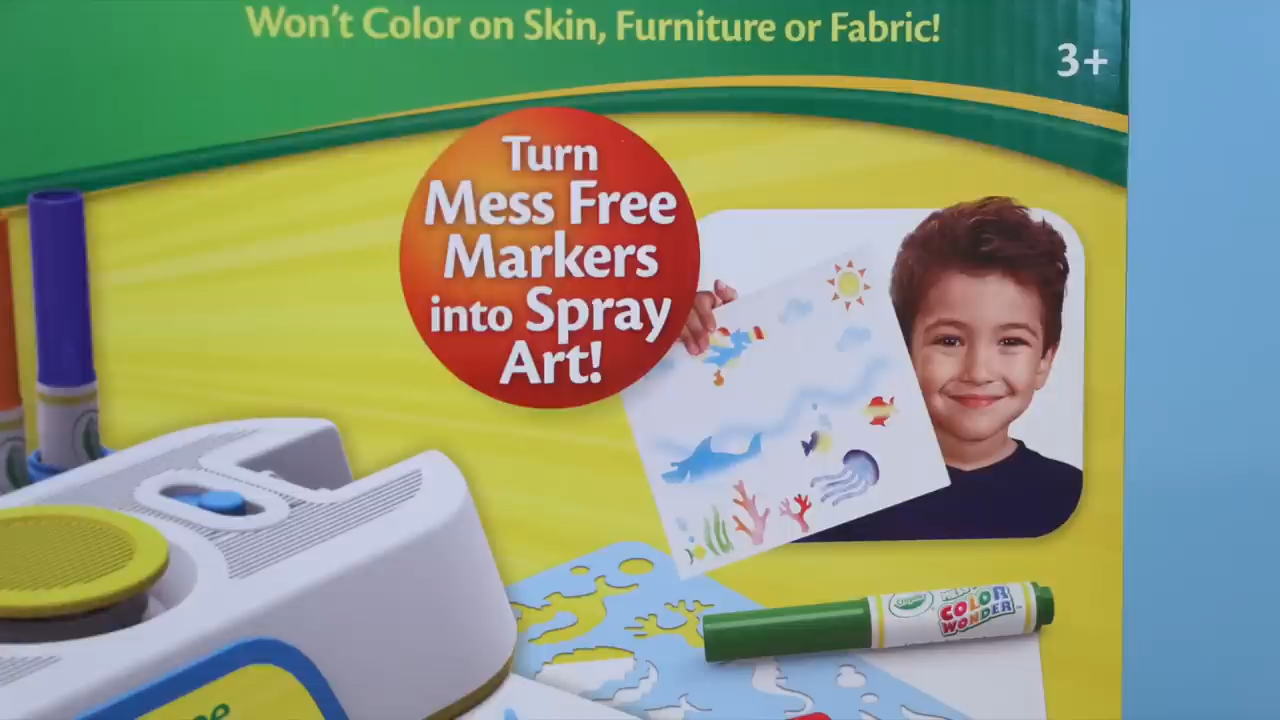 Won't Color on Skin, Furniture or Fabric!
3+
Turn
Mess Free
Markers
into Spray
Art!
Crayola
COLOR
WONDER